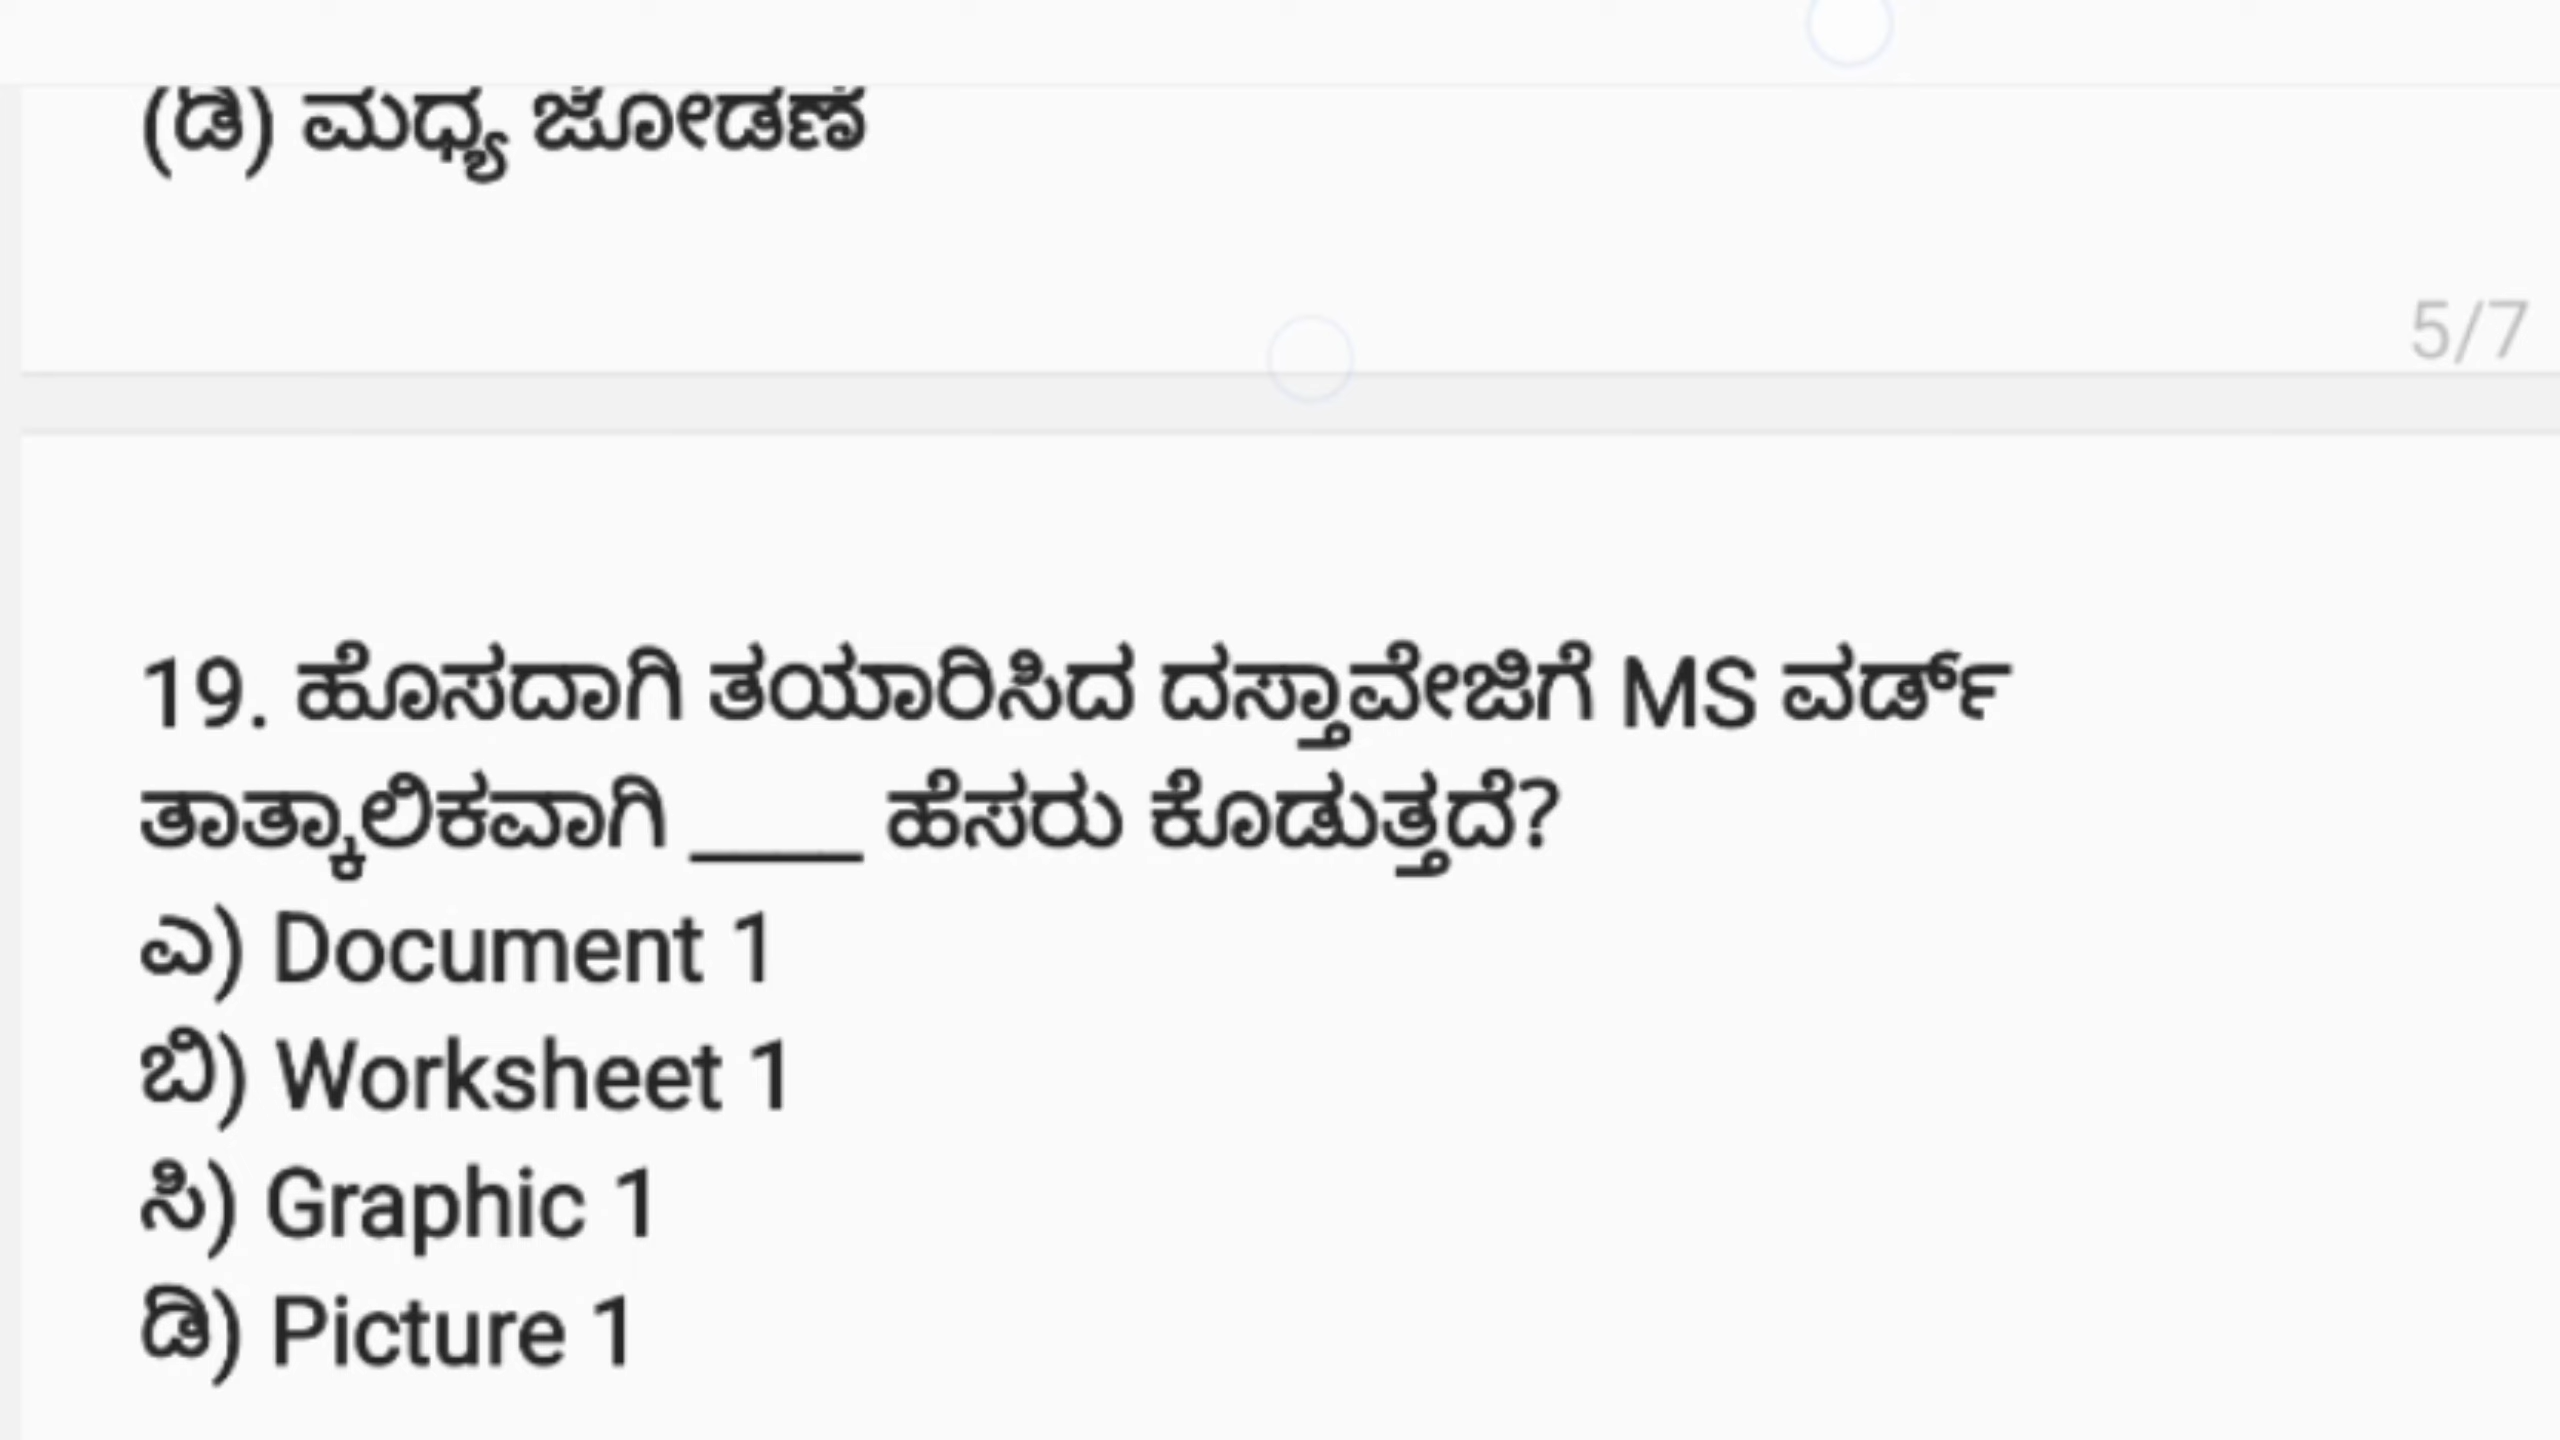 (ಡಿ) ಮಧ್ಯ ಜೋಡಣೆ
5/7
19. ಹೊಸದಾಗಿ ತಯಾರಿಸಿದ ದಸ್ತಾವೇಜಿಗೆ MS ವರ್ಡ್
ತಾತ್ಕಾಲಿಕವಾಗಿ ____ ಹೆಸರು ಕೊಡುತ್ತದೆ?
ಎ) Document 1
ಬಿ) Worksheet 1
ಸಿ) Graphic 1
ಡಿ) Picture 1